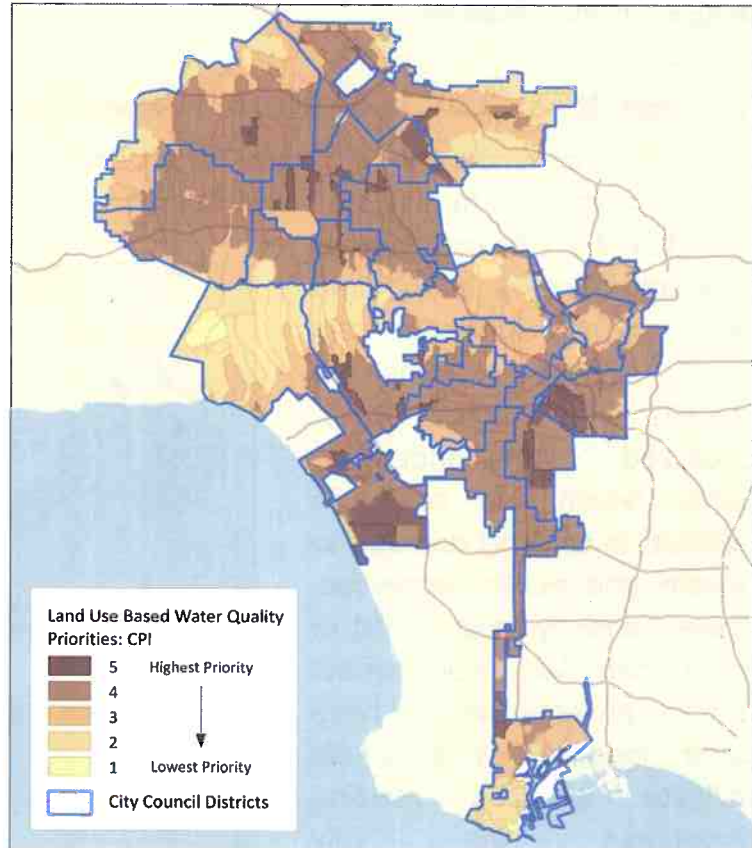 Land Use Based Water Quality
Priorities: CPI
5 Highest Priority
4
3
2
1 Lowest Priority
City Council Districts